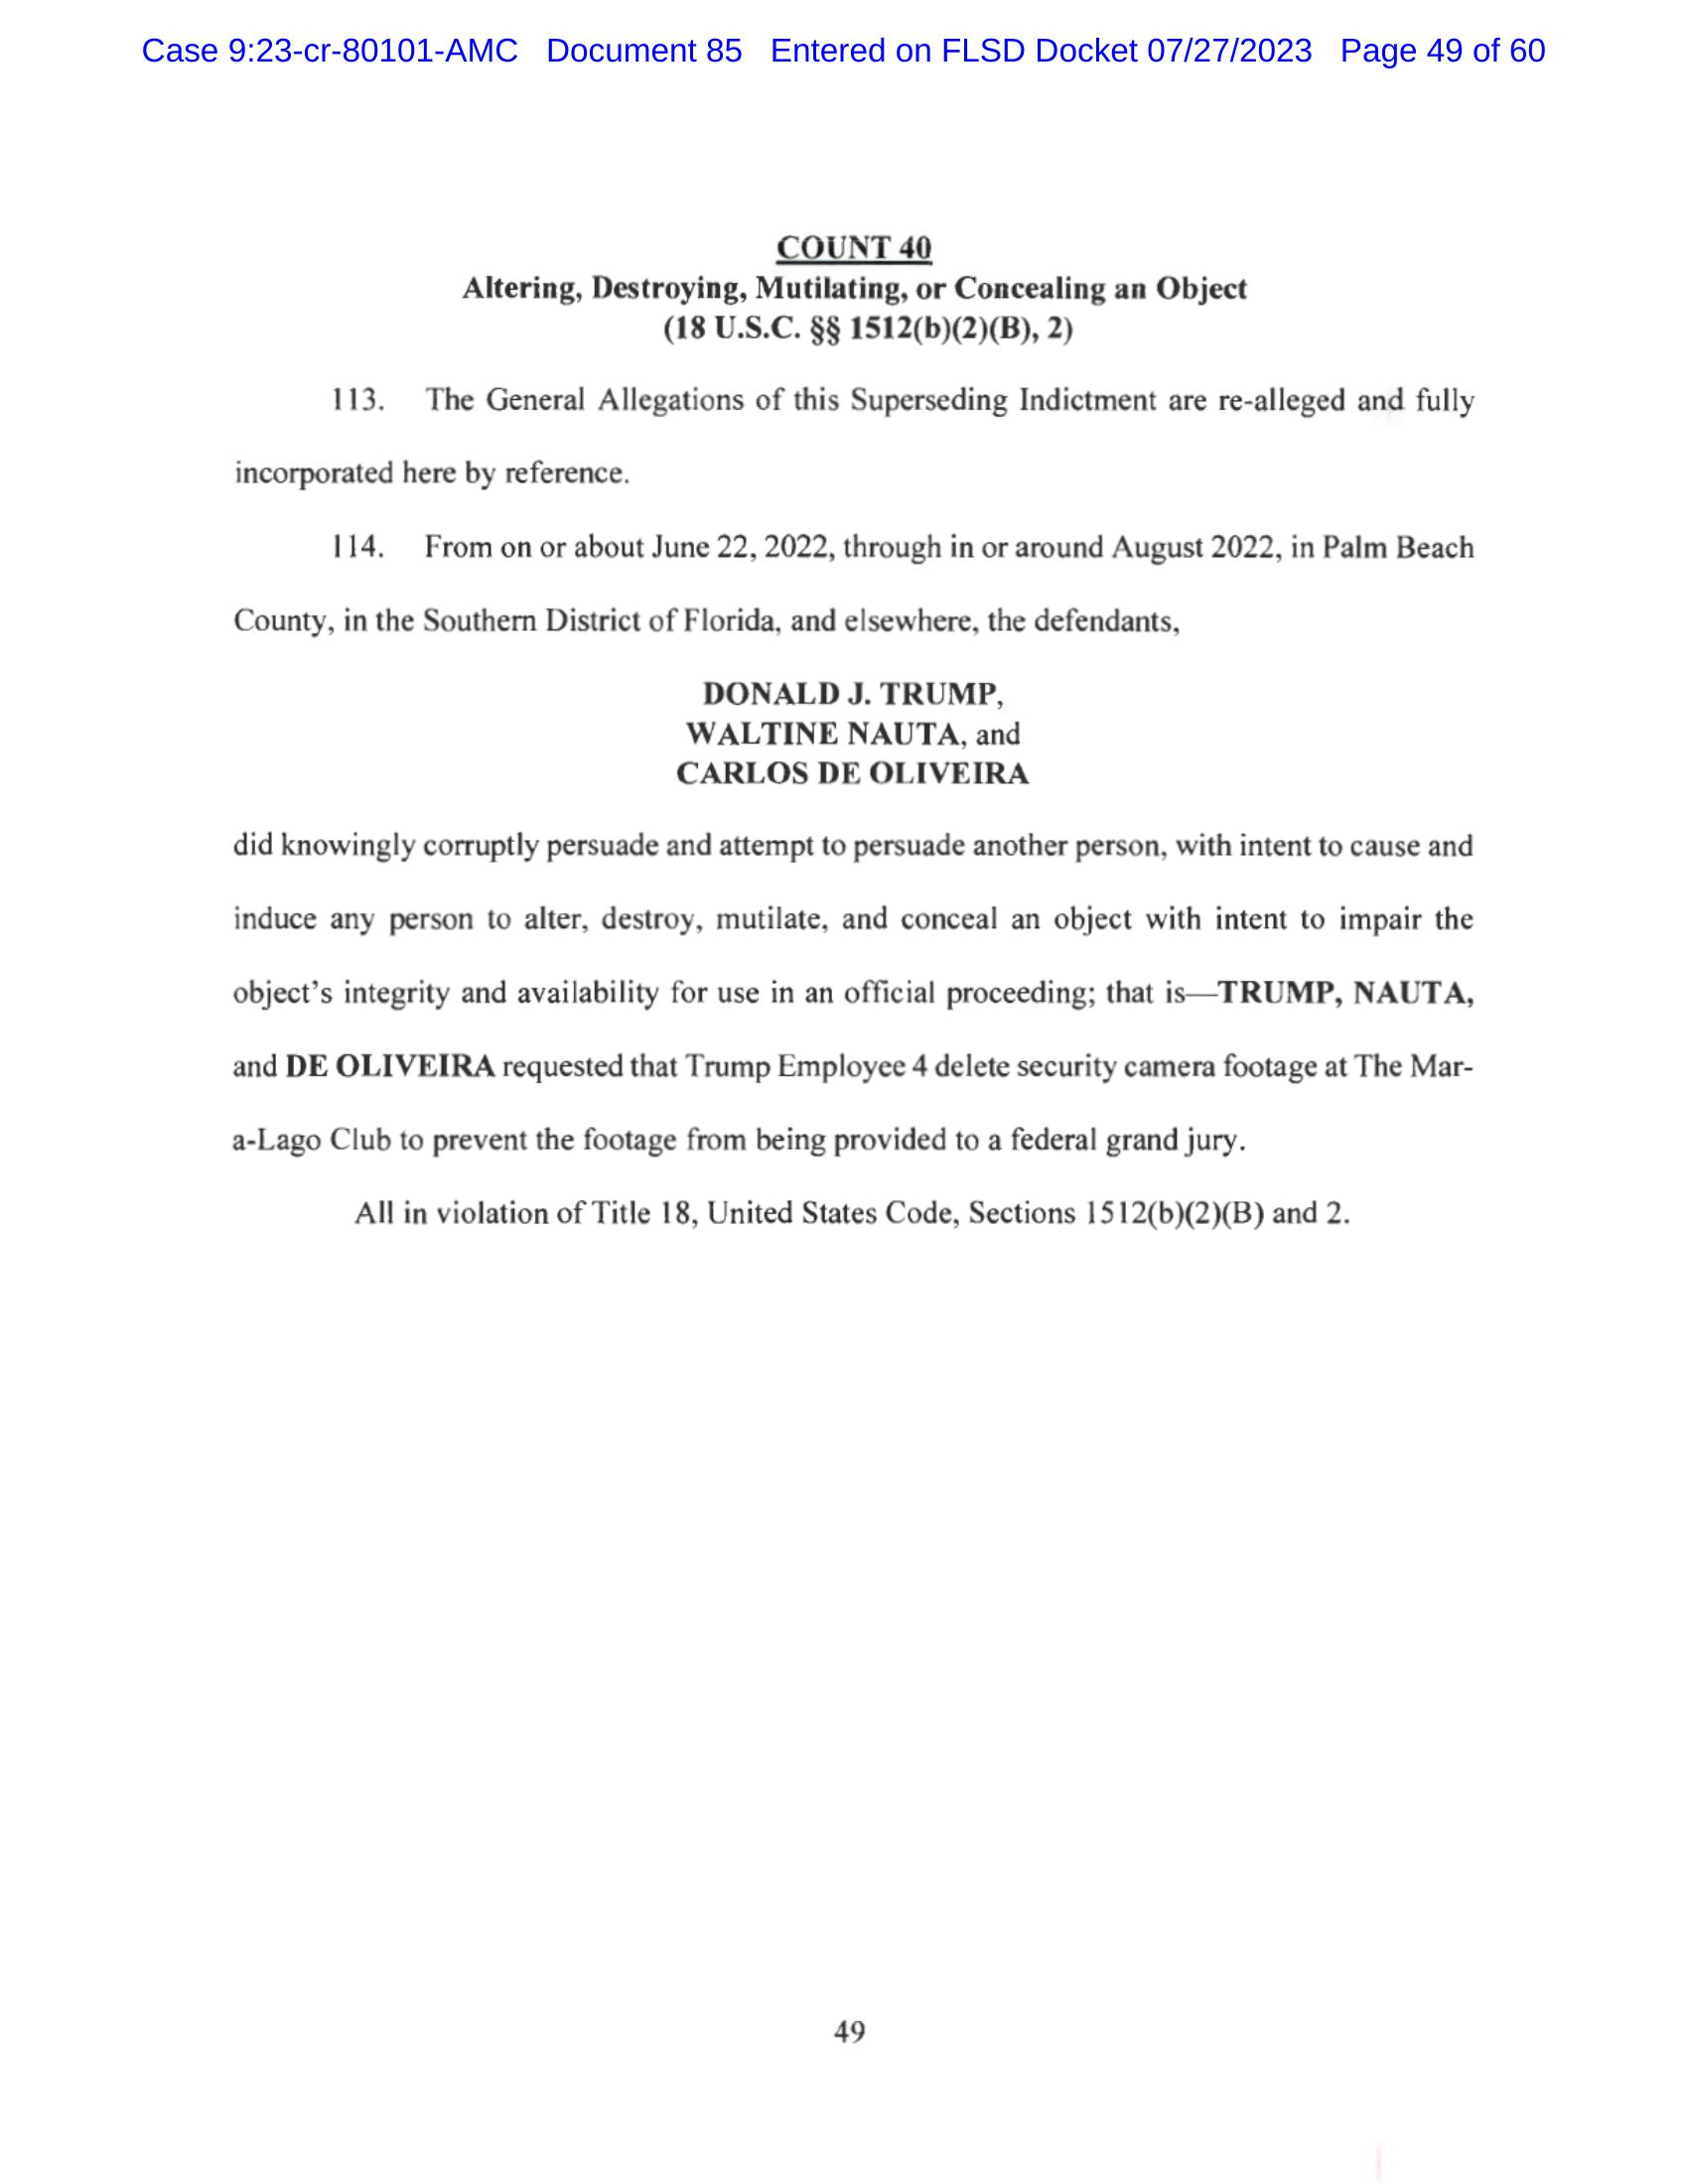 Case 9:23-cr-80101-AMC Document 85 Entered on FLSD Docket 07/27/2023 Page 49 of 60
COUNT 40
Altering, Destroying, Mutilating, or Concealing an Object
(18 U.S.C. §§ 1512(b)(2)(B), 2)
113. The General Allegations of this Superseding Indictment are re-alleged and fully
incorporated here by reference.
114. From on or about June 22, 2022, through in or around August 2022, in Palm Beach
County, in the Southern District of Florida, and elsewhere, the defendants,
DONALD J. TRUMP,
WALTINE NAUTA, and
CARLOS DE OLIVEIRA
did knowingly corruptly persuade and attempt to persuade another person, with intent to cause and
induce any person to alter, destroy, mutilate, and conceal an object with intent to impair the
object’s integrity and availability for use in an official proceeding; that is—TRUMP, NAUTA,
and DE OLIVEIRA requested that Trump Employee 4 delete security camera footage at The Mar-
a-Lago Club to prevent the footage from being provided to a federal grand jury.
All in violation of Title 18, United States Code, Sections 1512(b)(2)(B) and 2.
49